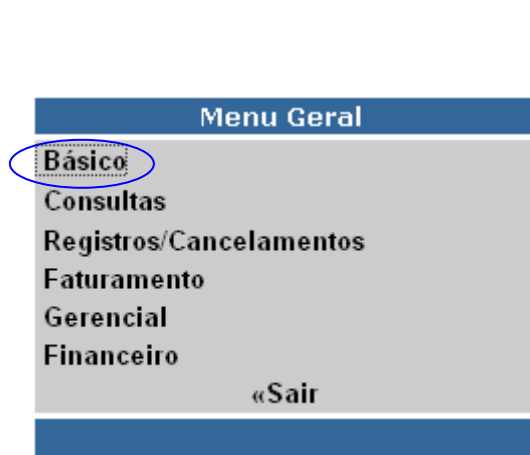 Menu Geral
Básico
Consultas
Registros/Cancelamentos
Faturamento
Gerencial
Financeiro
«Sair